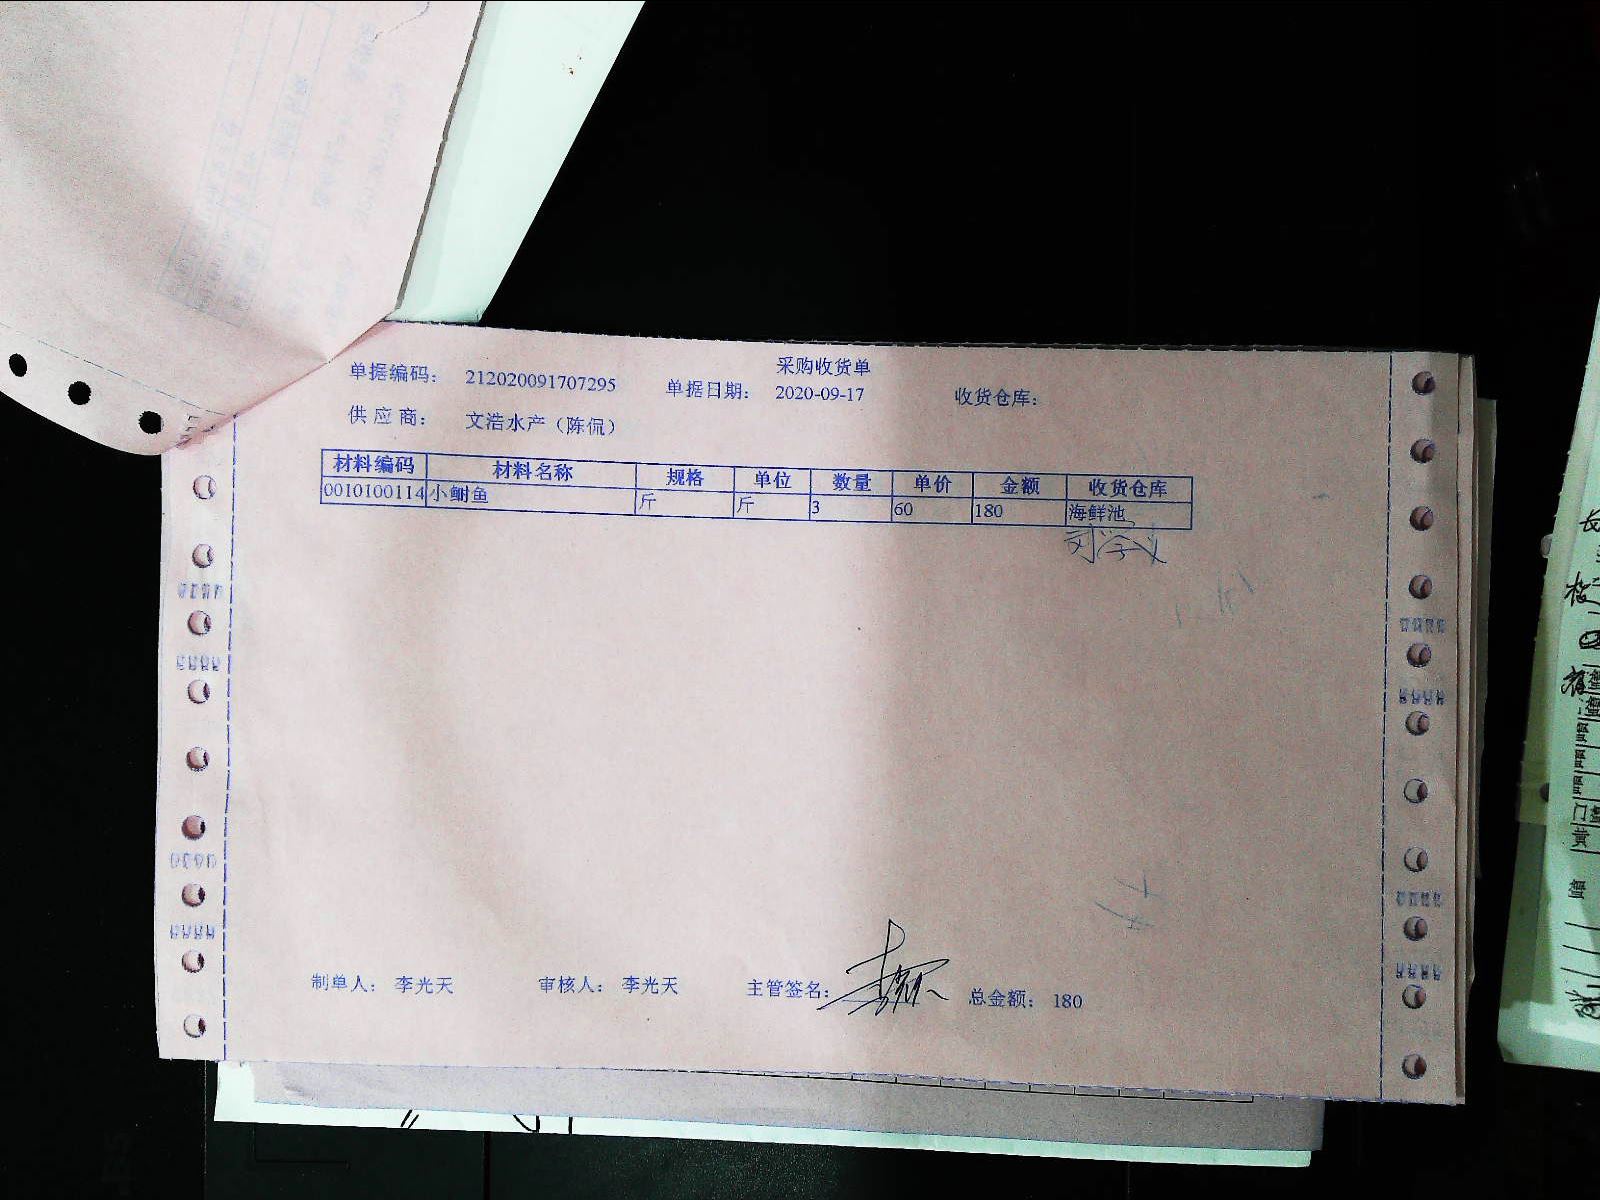 采购收货单
单据编码： 212020091707295 单据日期： 2020-09-17 收货仓库：
供 应 商： 文浩水产（陈侃）
材料编码 材料名称 规格 单位 数量 单价 金额 收货仓库
0010100114 小鲥鱼 斤 斤 3 60 180 海鲜池
刘学义
制单人： 李光天 审核人： 李光天 主管签名： 总金额： 180